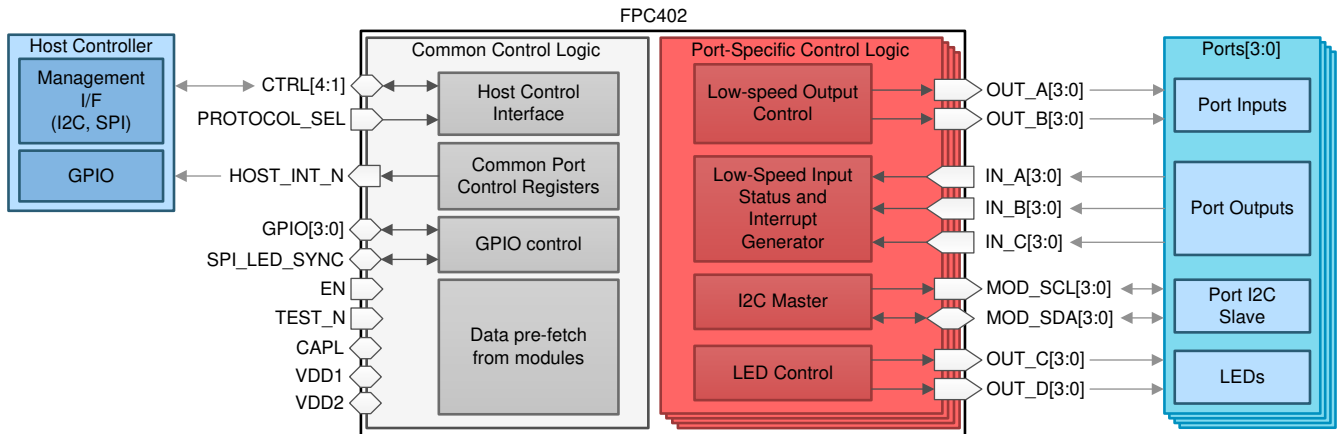 FPC402
Host Controller
Management
I/F
(I2C, SPI)
GPIO
CTRL[4:1]
PROTOCOL_SEL
HOST_INT_N
GPIO[3:0]
SPI_LED_SYNC
EN
TEST_N
CAPL
VDD1
VDD2
Common Control Logic
Host Control
Interface
Common Port
Control Registers
GPIO control
Data pre-fetch
from modules
Port-Specific Control Logic
Low-speed Output
Control
Low-Speed Input
Status and
Interrupt
Generator
I2C Master
LED Control
OUT_A[3:0]
OUT_B[3:0]
IN_A[3:0]
IN_B[3:0]
IN_C[3:0]
MOD_SCL[3:0]
MOD_SDA[3:0]
OUT_C[3:0]
OUT_D[3:0]
Ports[3:0]
Port Inputs
Port Outputs
Port I2C
Slave
LEDs